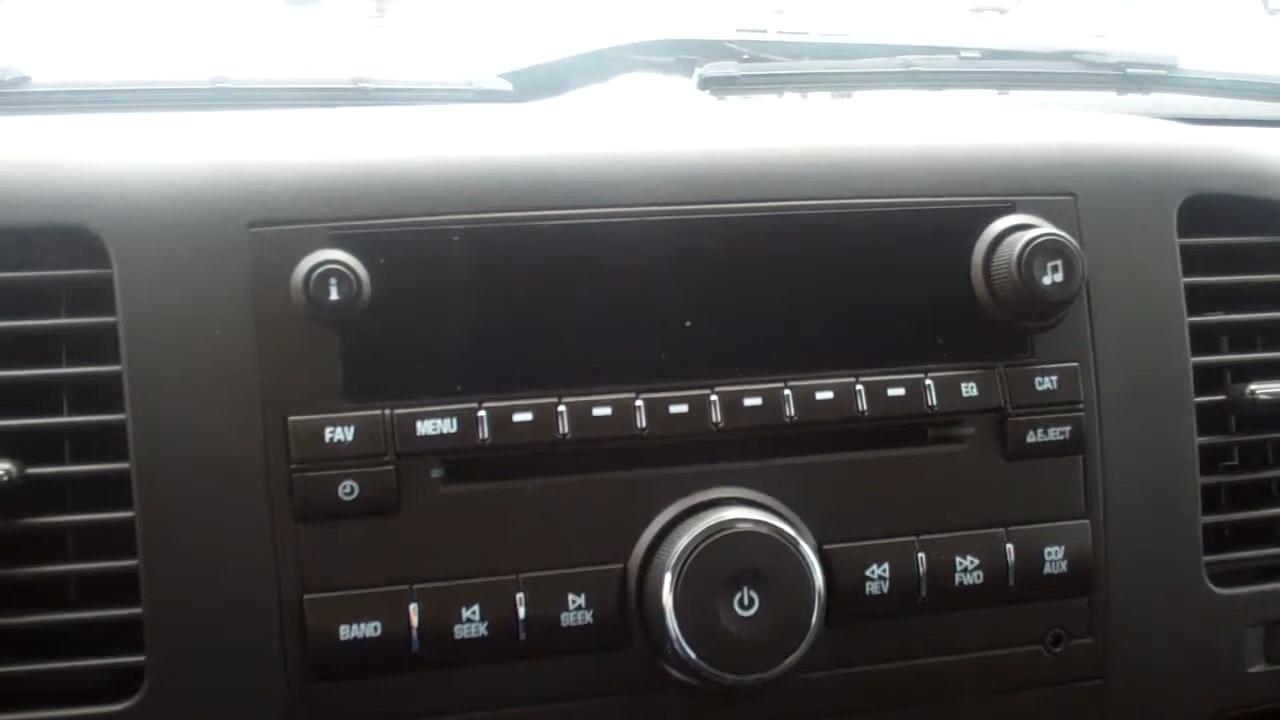 i
FAV
MENU
EQ
CAT
EJECT
BAND
SEEK
SEEK
REV
FWD
CD/
AUX